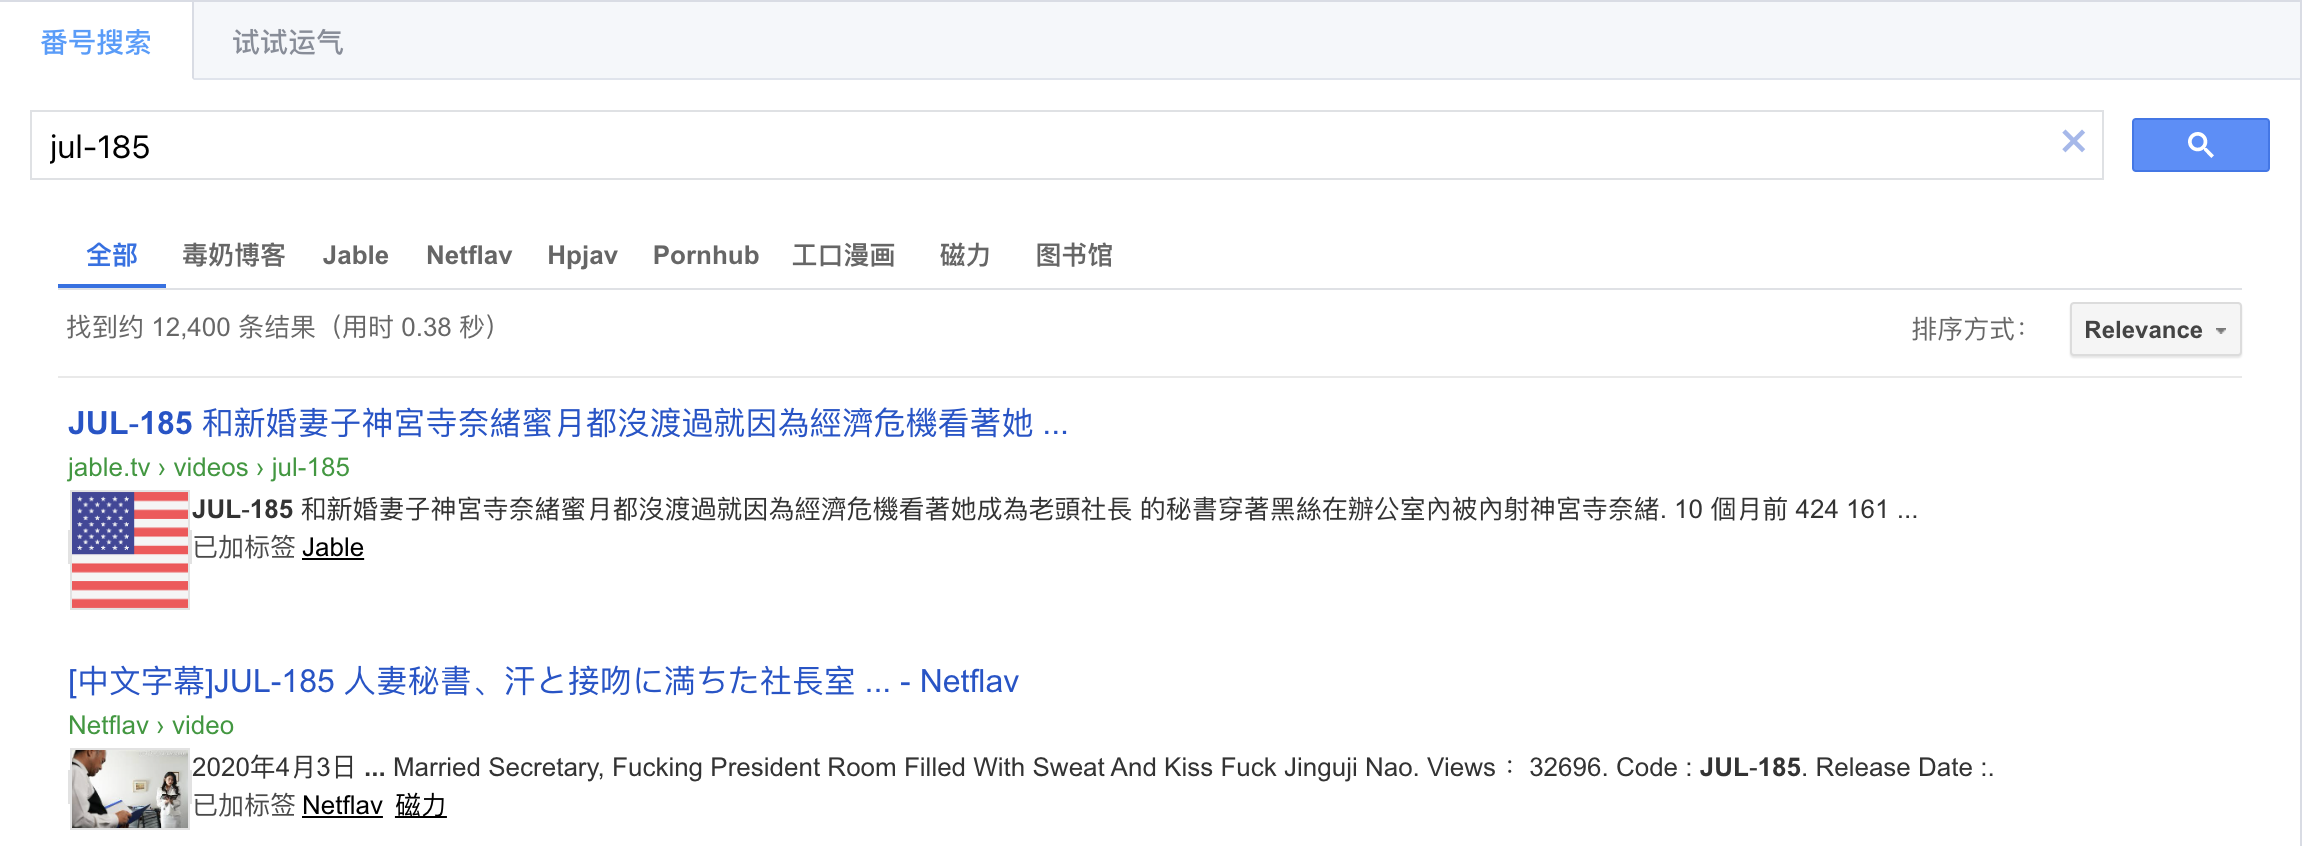 番号搜索 试试运气
jul-185
全部 毒奶博客 Jable Netflav Hpjav Pornhub 工口漫画 磁力 图书馆
找到约 12,400 条结果（用时 0.38 秒） 排序方式： Relevance
JUL-185 和新婚妻子神宮寺奈緒蜜月都沒渡過就因為經濟危機看著她 ...
jable.tv › videos › jul-185
JUL-185 和新婚妻子神宮寺奈緒蜜月都沒渡過就因為經濟危機看著她成為老頭社長 的秘書穿著黑絲在辦公室內被內射神宮寺奈緒. 10 個月前 424 161 ...
已加标签 Jable
[中文字幕]JUL-185 人妻秘書、汗と接吻に満ちた社長室 ... - Netflav
Netflav › video
2020年4月3日 ... Married Secretary, Fucking President Room Filled With Sweat And Kiss Fuck Jinguji Nao. Views ： 32696. Code : JUL-185. Release Date :.
已加标签 Netflav 磁力